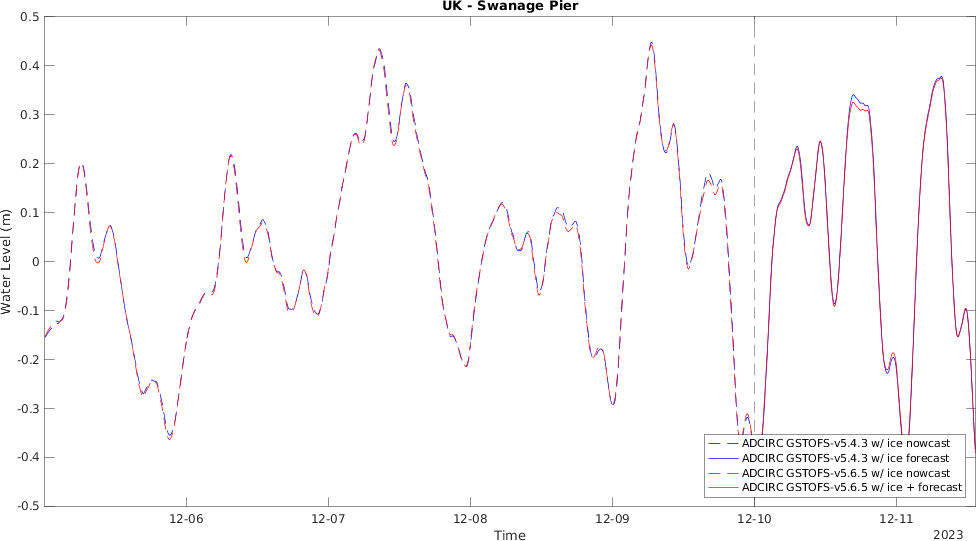 UK - Swanage Pier
0.5
0.4
0.3
0.2
0.1
0
-0.1
-0.2
-0.3
-0.4
-0.5
Water Level (m)
ADCIRC GSTOFS-v5.4.3 w/ ice nowcast
ADCIRC GSTOFS-v5.4.3 w/ ice forecast
ADCIRC GSTOFS-v5.6.5 w/ ice nowcast
ADCIRC GSTOFS-v5.6.5 w/ ice + forecast
12-06 12-07 12-08 12-09 12-10 12-11
Time
2023